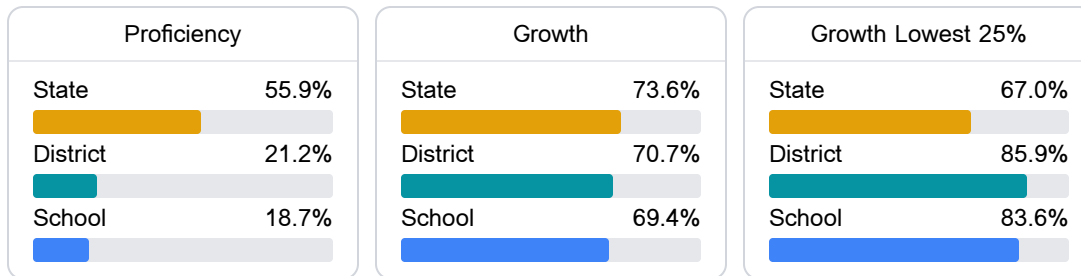 Proficiency
State 55.9%
District 21.2%
School 18.7%
Growth
State 73.6%
District 70.7%
School 69.4%
Growth Lowest 25%
State 67.0%
District 85.9%
School 83.6%